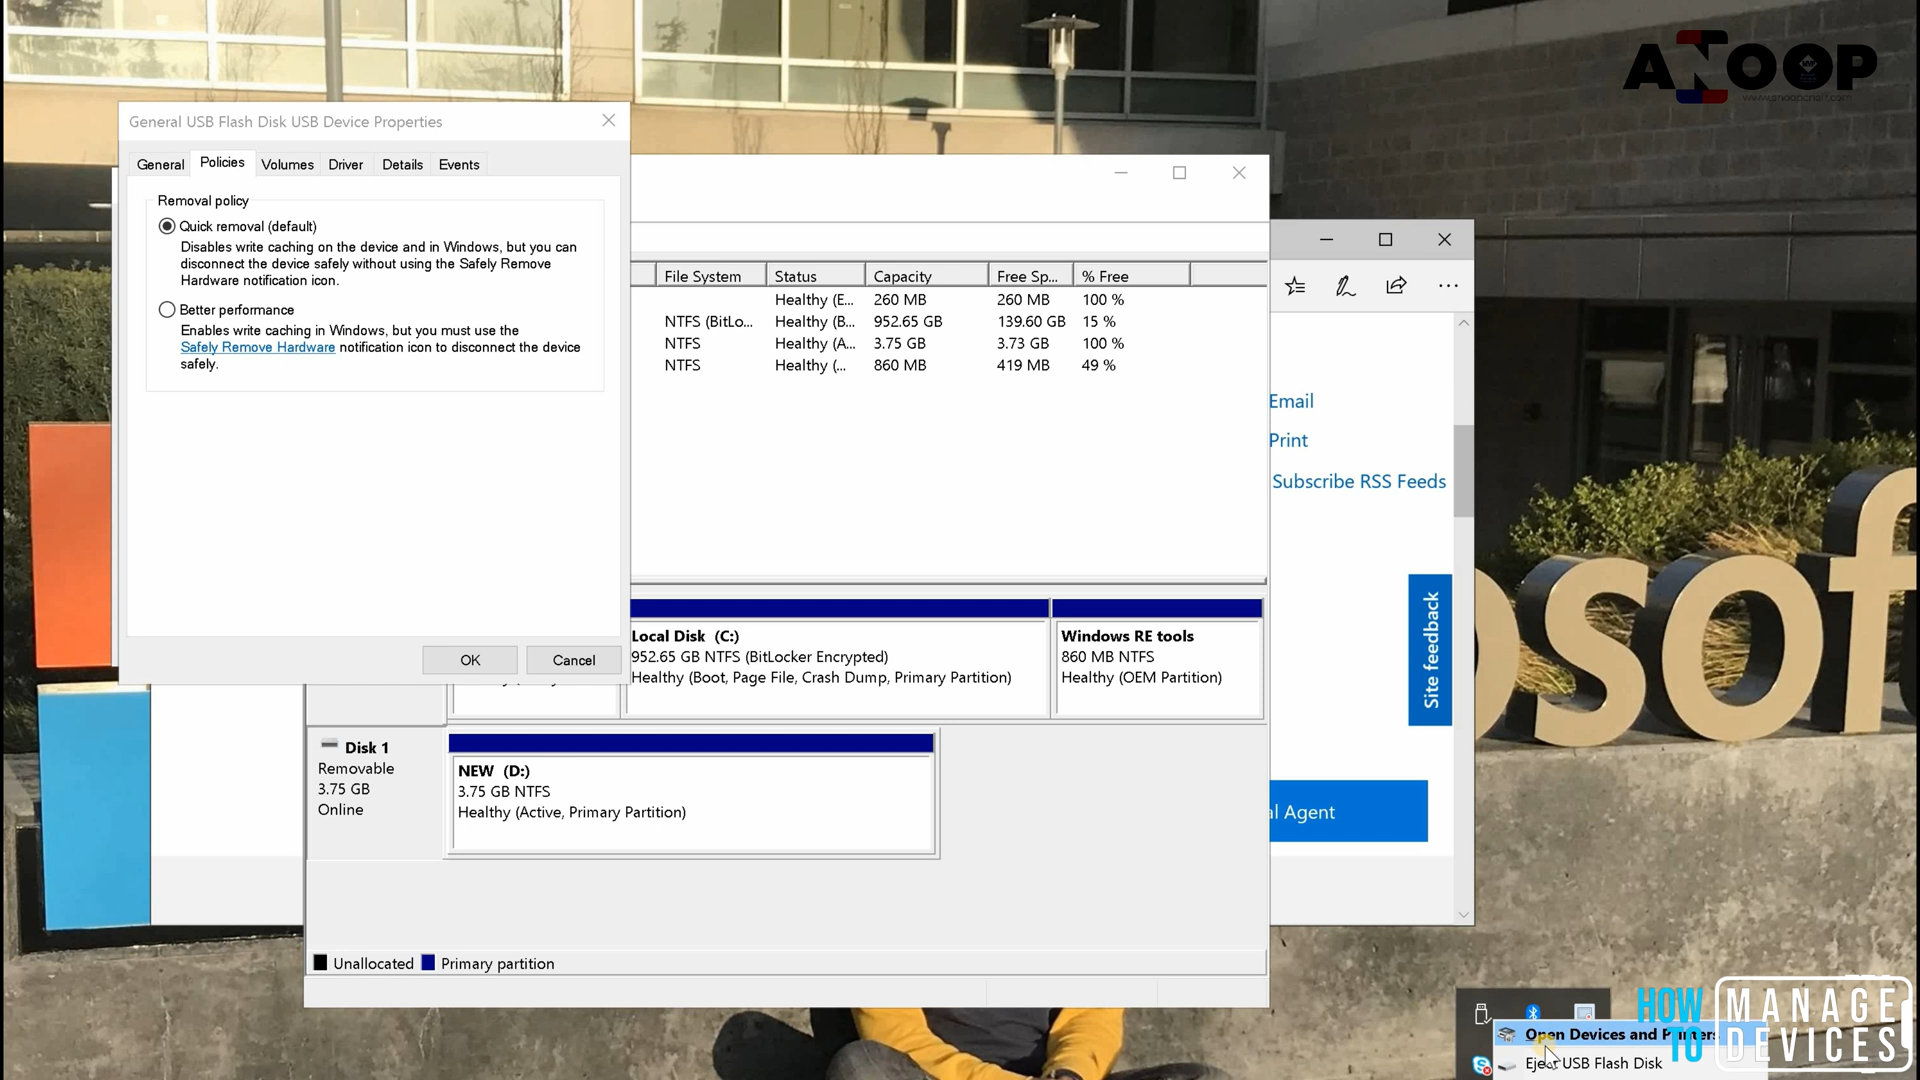 ANOOP
General USB Flash Disk USB Device Properties
General Policies Volumes Driver Details Events
Removal policy
Quick removal (default)
Disables write caching on the device and in Windows, but you can
disconnect the device safely without using the Safely Remove
Hardware notification icon.
Better performance
Enables write caching in Windows, but you must use the
Safely Remove Hardware notification icon to disconnect the device
safely.
OK Cancel
File System Status Capacity Free Sp... % Free
Healthy (E... 260 MB 260 MB 100 %
NTFS (BitLo... Healthy (B... 952.65 GB 139.60 GB 15 %
NTFS Healthy (A... 3.75 GB 3.73 GB 100 %
NTFS Healthy (... 860 MB 419 MB 49 %
Email
Print
Subscribe RSS Feeds
Site feedback
al Agent
Local Disk (C:)
952.65 GB NTFS (BitLocker Encrypted)
Healthy (Boot, Page File, Crash Dump, Primary Partition)
Windows RE tools
860 MB NTFS
Healthy (OEM Partition)
Disk 1
Removable
3.75 GB
Online
NEW (D:)
3.75 GB NTFS
Healthy (Active, Primary Partition)
Unallocated Primary partition
osof
Open Devices and Printers
Eject USB Flash Disk
HOW TO
MANAGE
DEVICES